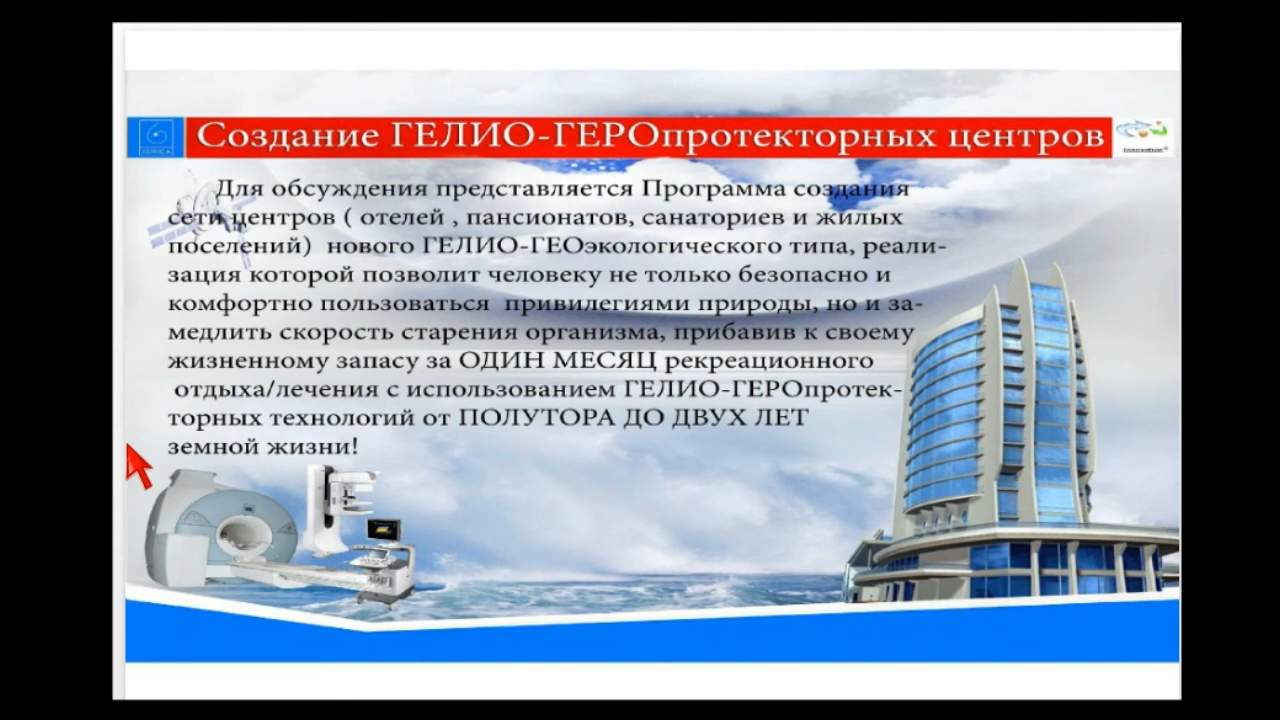 Создание ГЕЛИО-ГЕРОпротекторных центров
Для обсуждения представляется Программа создания
сети центров ( отелей , пансионатов, санаториев и жилых
поселений)  нового ГЕЛИО-ГЕОэкологического типа, реали-
зация которой позволит человеку не только безопасно и
комфортно пользоваться  привилегиями природы, но и за-
медлить скорость старения организма, прибавив к своему
жизненному запасу за ОДИН МЕСЯЦ рекреационного
отдыха/лечения с использованием ГЕЛИО-ГЕРОпротек-
торных технологий от ПОЛУТОРА ДО ДВУХ ЛЕТ
земной жизни!